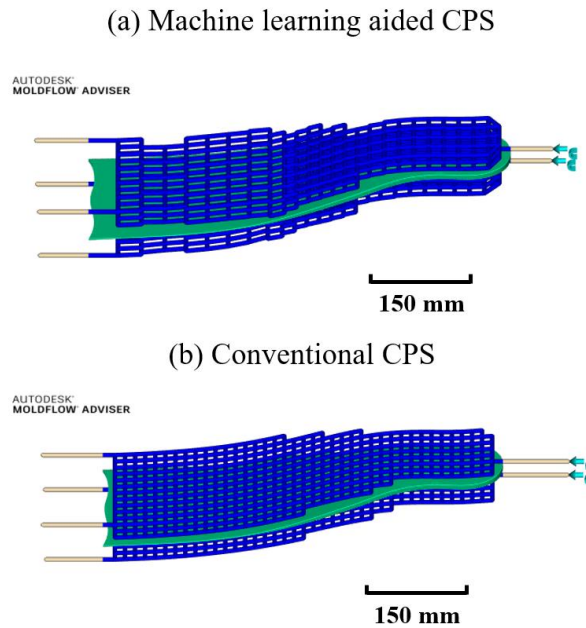 (a) Machine learning aided CPS
AUTODESK®
MOLDFLOW® ADVISER
150 mm
(b) Conventional CPS
AUTODESK®
MOLDFLOW® ADVISER
150 mm